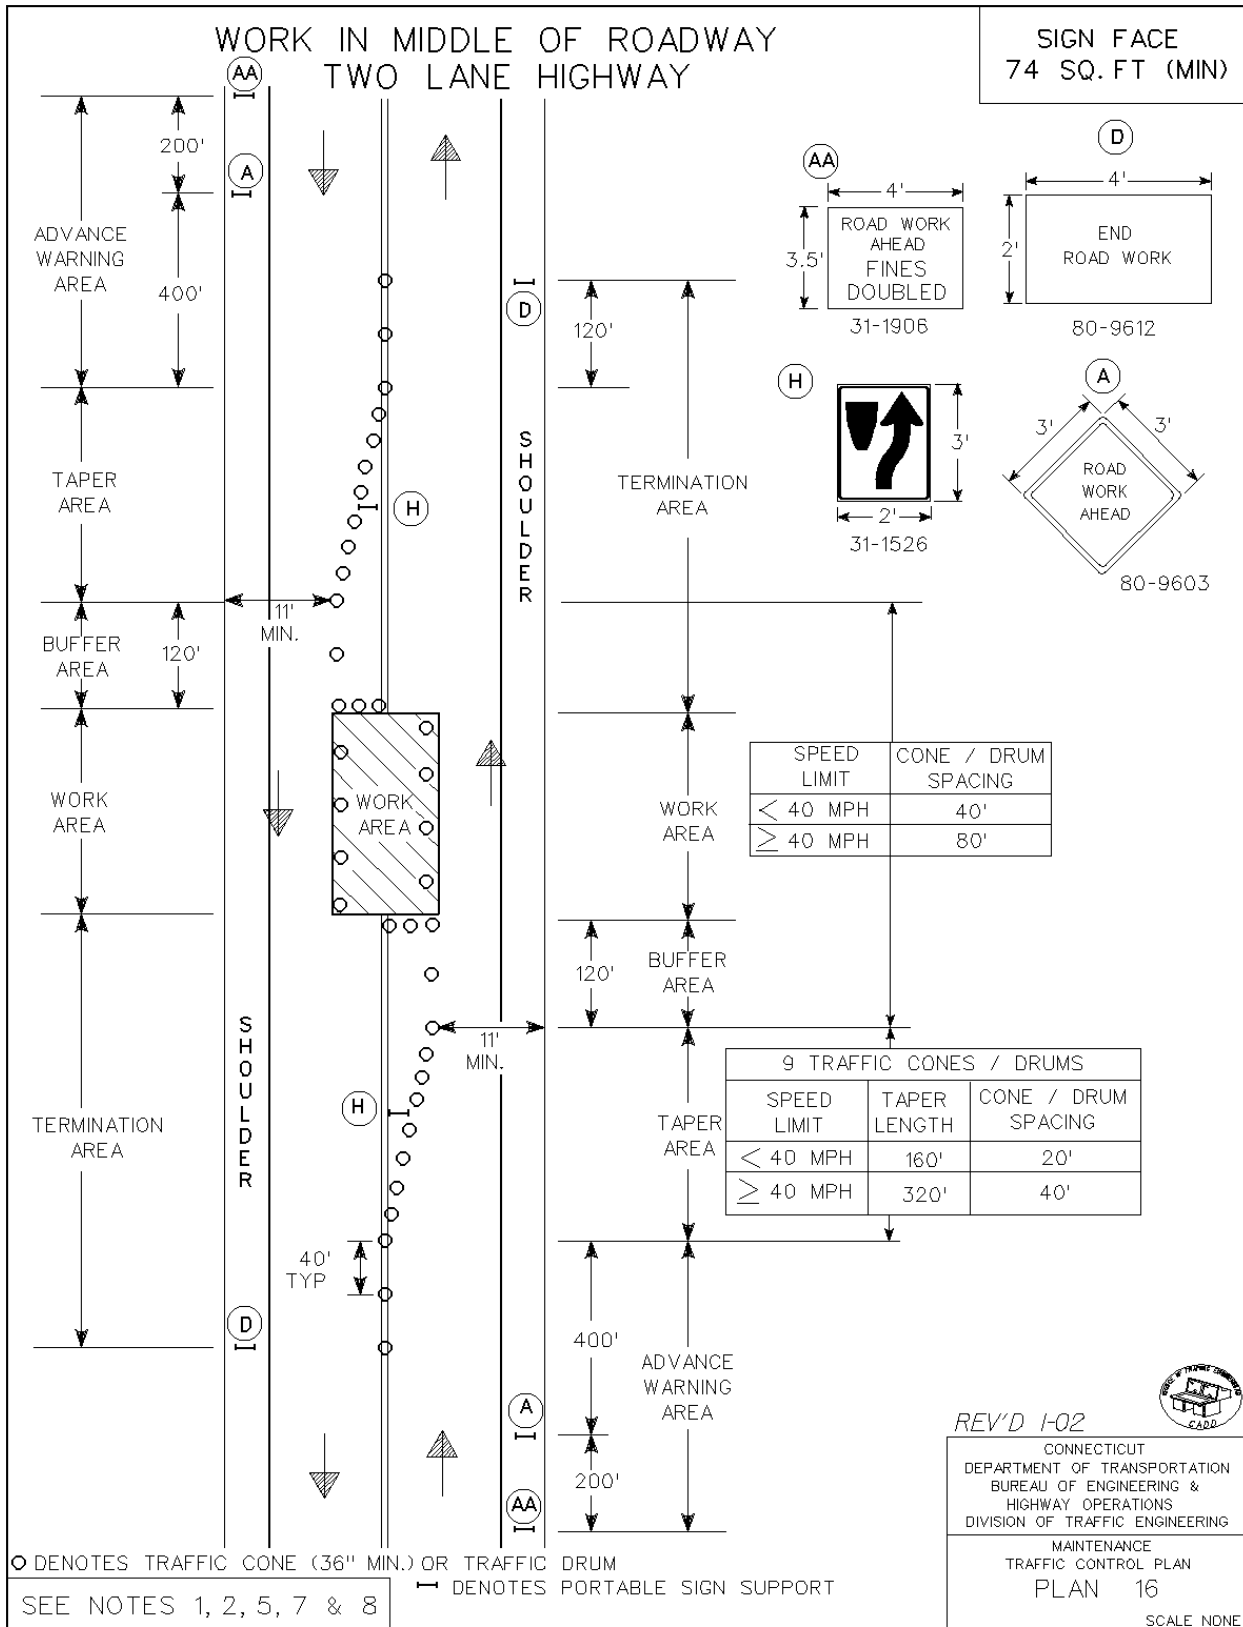 WORK IN MIDDLE OF ROADWAY
TWO LANE HIGHWAY
SIGN FACE
74 SQ. FT (MIN)
AA
200'
A
ADVANCE
WARNING
AREA
400'
D
120'
AA
4'
3.5'
ROAD WORK
AHEAD
FINES
DOUBLED
31-1906
D
4'
2'
END
ROAD WORK
80-9612
H
3'
2'
31-1526
A
3'
3'
ROAD
WORK
AHEAD
80-9603
TAPER
AREA
H
SHOULDER
TERMINATION
AREA
11'
MIN.
BUFFER
AREA
120'
WORK
AREA
WORK
AREA
WORK
AREA
SPEED
LIMIT
CONE / DRUM
SPACING
< 40 MPH
40'
≥ 40 MPH
80'
120'
BUFFER
AREA
11'
MIN.
SHOULDER
TERMINATION
AREA
H
TAPER
AREA
9 TRAFFIC CONES / DRUMS
SPEED
LIMIT
TAPER
LENGTH
CONE / DRUM
SPACING
< 40 MPH
160'
20'
≥ 40 MPH
320'
40'
40'
TYP
D
400'
ADVANCE
WARNING
AREA
A
200'
AA
REV'D 1-02
OFFICE OF TRAFFIC ENGINEERING
CADD
CONNECTICUT
DEPARTMENT OF TRANSPORTATION
BUREAU OF ENGINEERING &
HIGHWAY OPERATIONS
DIVISION OF TRAFFIC ENGINEERING
MAINTENANCE
TRAFFIC CONTROL PLAN
PLAN 16
SCALE NONE
O DENOTES TRAFFIC CONE (36" MIN.) OR TRAFFIC DRUM
DENOTES PORTABLE SIGN SUPPORT
SEE NOTES 1, 2, 5, 7 & 8